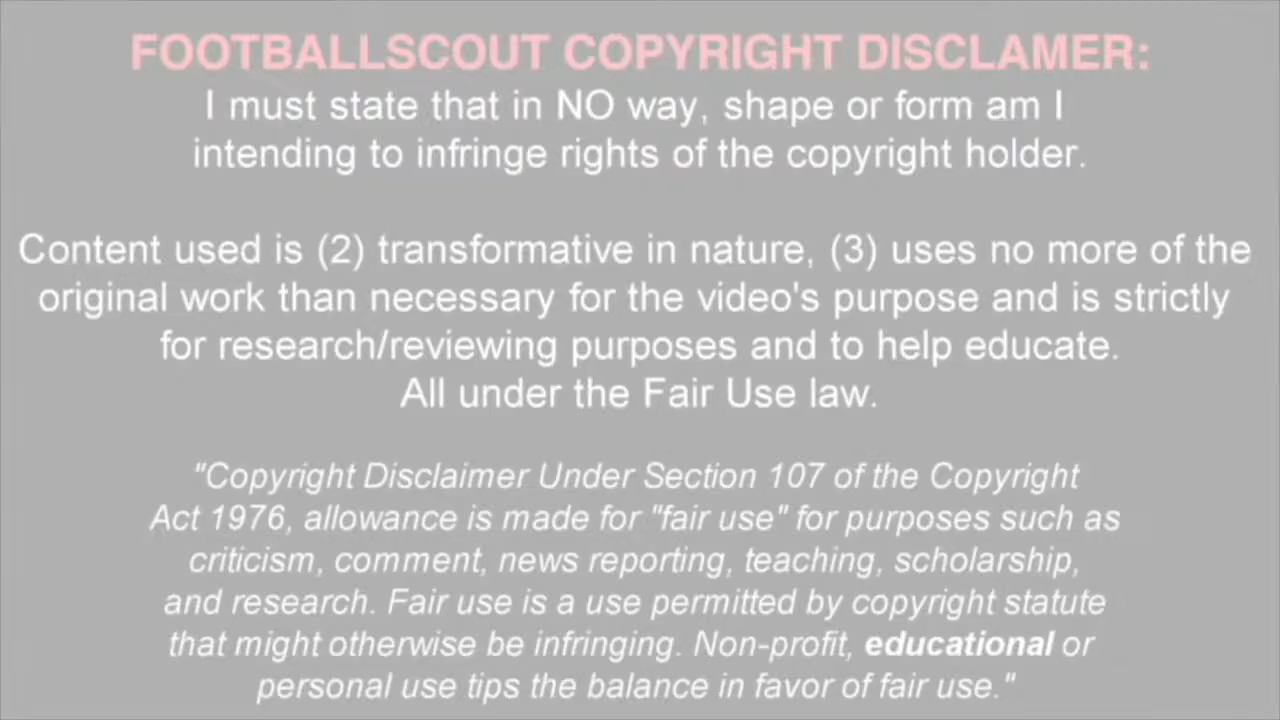 FOOTBALLSCOUT COPYRIGHT DISCLAMER:
I must state that in NO way, shape or form am I
intending to infringe rights of the copyright holder.
Content used is (2) transformative in nature, (3) uses no more of the
original work than necessary for the video's purpose and is strictly
for research/reviewing purposes and to help educate.
All under the Fair Use law.
"Copyright Disclaimer Under Section 107 of the Copyright
Act 1976, allowance is made for "fair use" for purposes such as
criticism, comment, news reporting, teaching, scholarship,
and research. Fair use is a use permitted by copyright statute
that might otherwise be infringing. Non-profit, educational or
personal use tips the balance in favor of fair use."